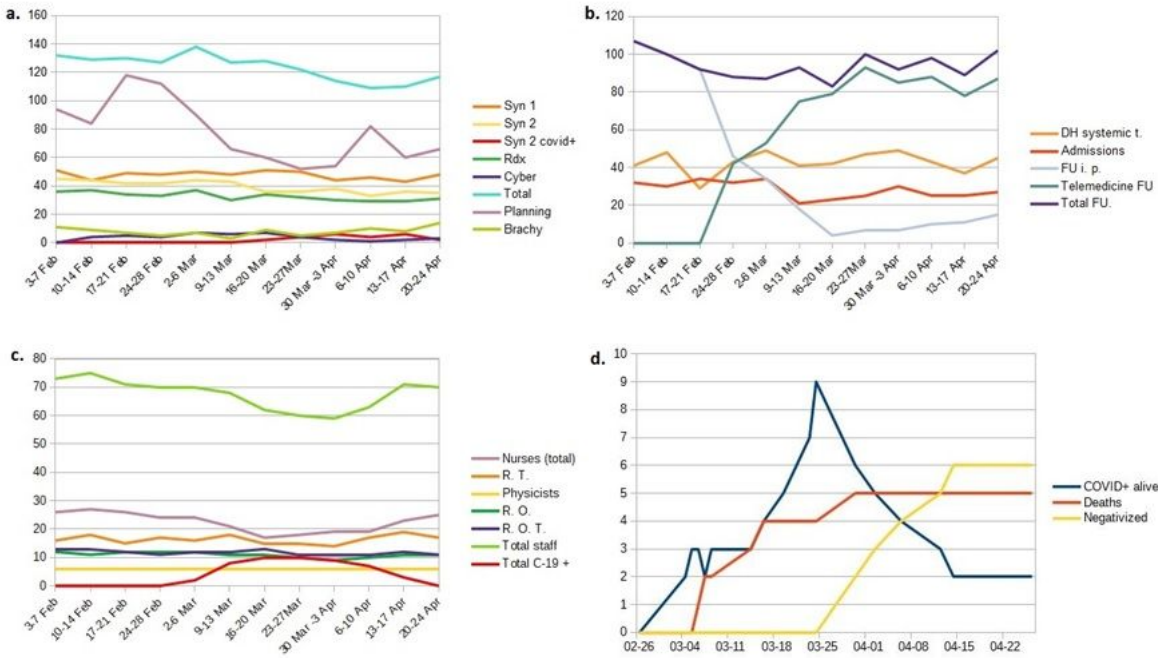 a.
160
140
120
100
80
60
40
20
0
3-7 Feb
10-14 Feb
17-21 Feb
24-28 Feb
2-6 Mar
9-13 Mar
16-20 Mar
23-27Mar
30 Mar -3 Apr
6-10 Apr
13-17 Apr
20-24 Apr
Syn 1
Syn 2
Syn 2 covid+
Rdx
Cyber
Total
Planning
Brachy
b.
120
100
80
60
40
20
0
3-7 Feb
10-14 Feb
17-21 Feb
24-28 Feb
2-6 Mar
9-13 Mar
16-20 Mar
23-27Mar
30 Mar -3 Apr
6-10 Apr
13-17 Apr
20-24 Apr
DH systemic t.
Admissions
FU i. p.
Telemedicine FU
Total FU.
c.
80
70
60
50
40
30
20
10
0
3-7 Feb
10-14 Feb
17-21 Feb
24-28 Feb
2-6 Mar
9-13 Mar
16-20 Mar
23-27Mar
30 Mar -3 Apr
6-10 Apr
13-17 Apr
20-24 Apr
Nurses (total)
R. T.
Physicists
R. O.
R. O. T.
Total staff
Total C-19 +
d.
10
9
8
7
6
5
4
3
2
1
0
02-26
03-04
03-11
03-18
03-25
04-01
04-08
04-15
04-22
COVID+ alive
Deaths
Negativized